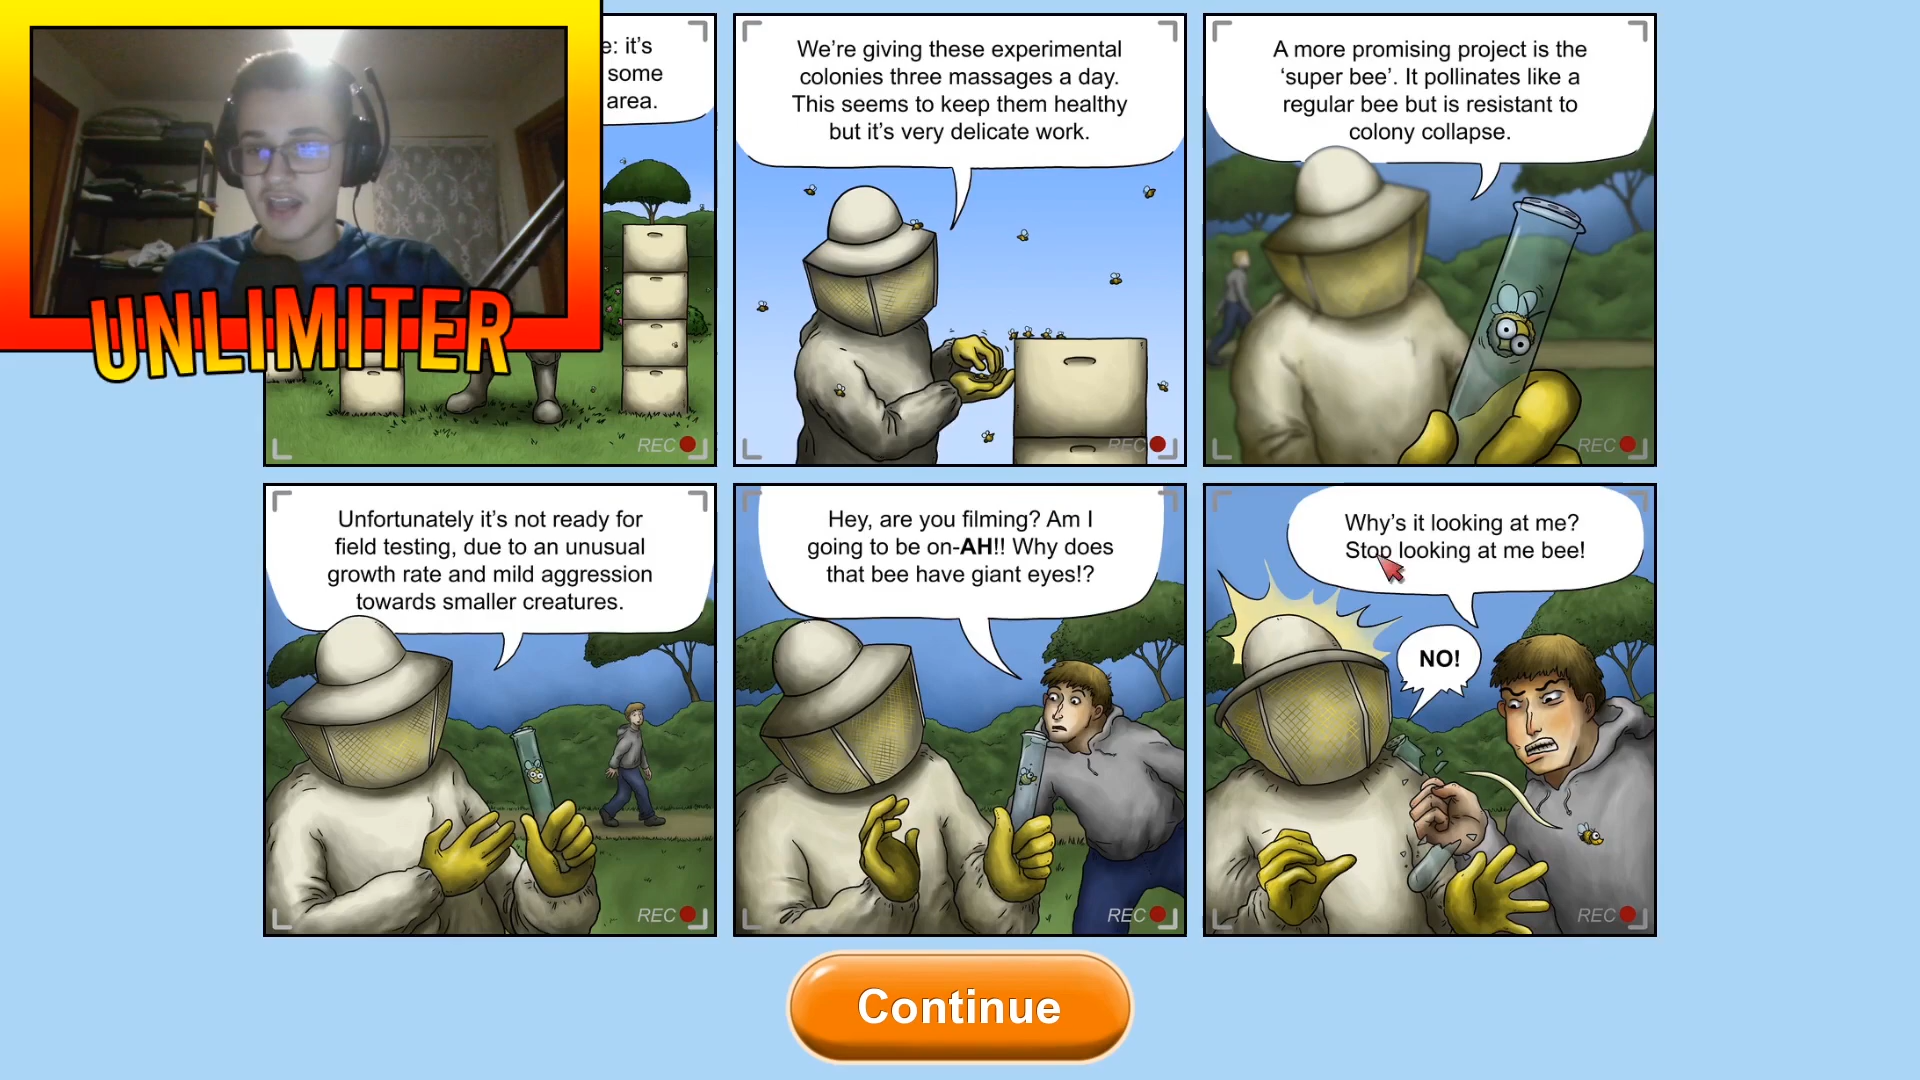 e: it's
some
area.
We're giving these experimental
colonies three massages a day.
This seems to keep them healthy
but it's very delicate work.
A more promising project is the
‘super bee’. It pollinates like a
regular bee but is resistant to
colony collapse.
UNLIMITER
REC
REC
REC
Unfortunately it's not ready for
field testing, due to an unusual
growth rate and mild aggression
towards smaller creatures.
Hey, are you filming? Am I
going to be on-AH!! Why does
that bee have giant eyes!?
Why's it looking at me?
Stop looking at me bee!
NO!
REC
REC
REC
Continue